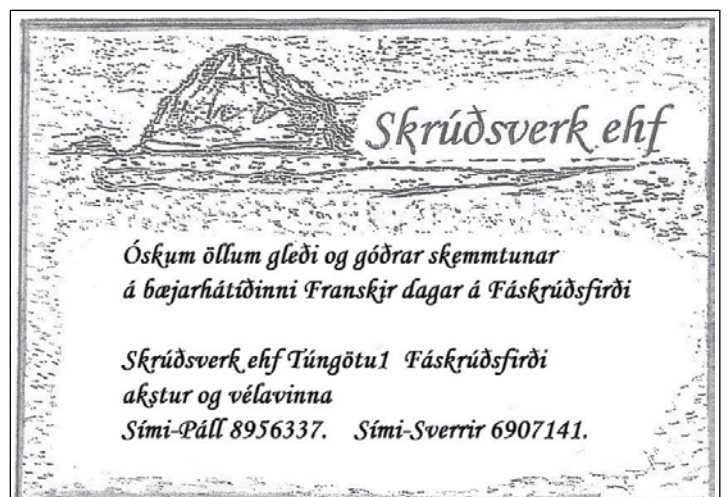 Skrúðsverk ehf
Óskum öllum gleði og góðrar skemmtunar
á bæjarhátíðinni Franskir dagar á Fáskrúðsfirði
Skrúðsverk ehf Túngötu1 Fáskrúðsfirði
akstur og vélavinna
Sími-Páll 8956337. Sími-Sverrir 6907141.